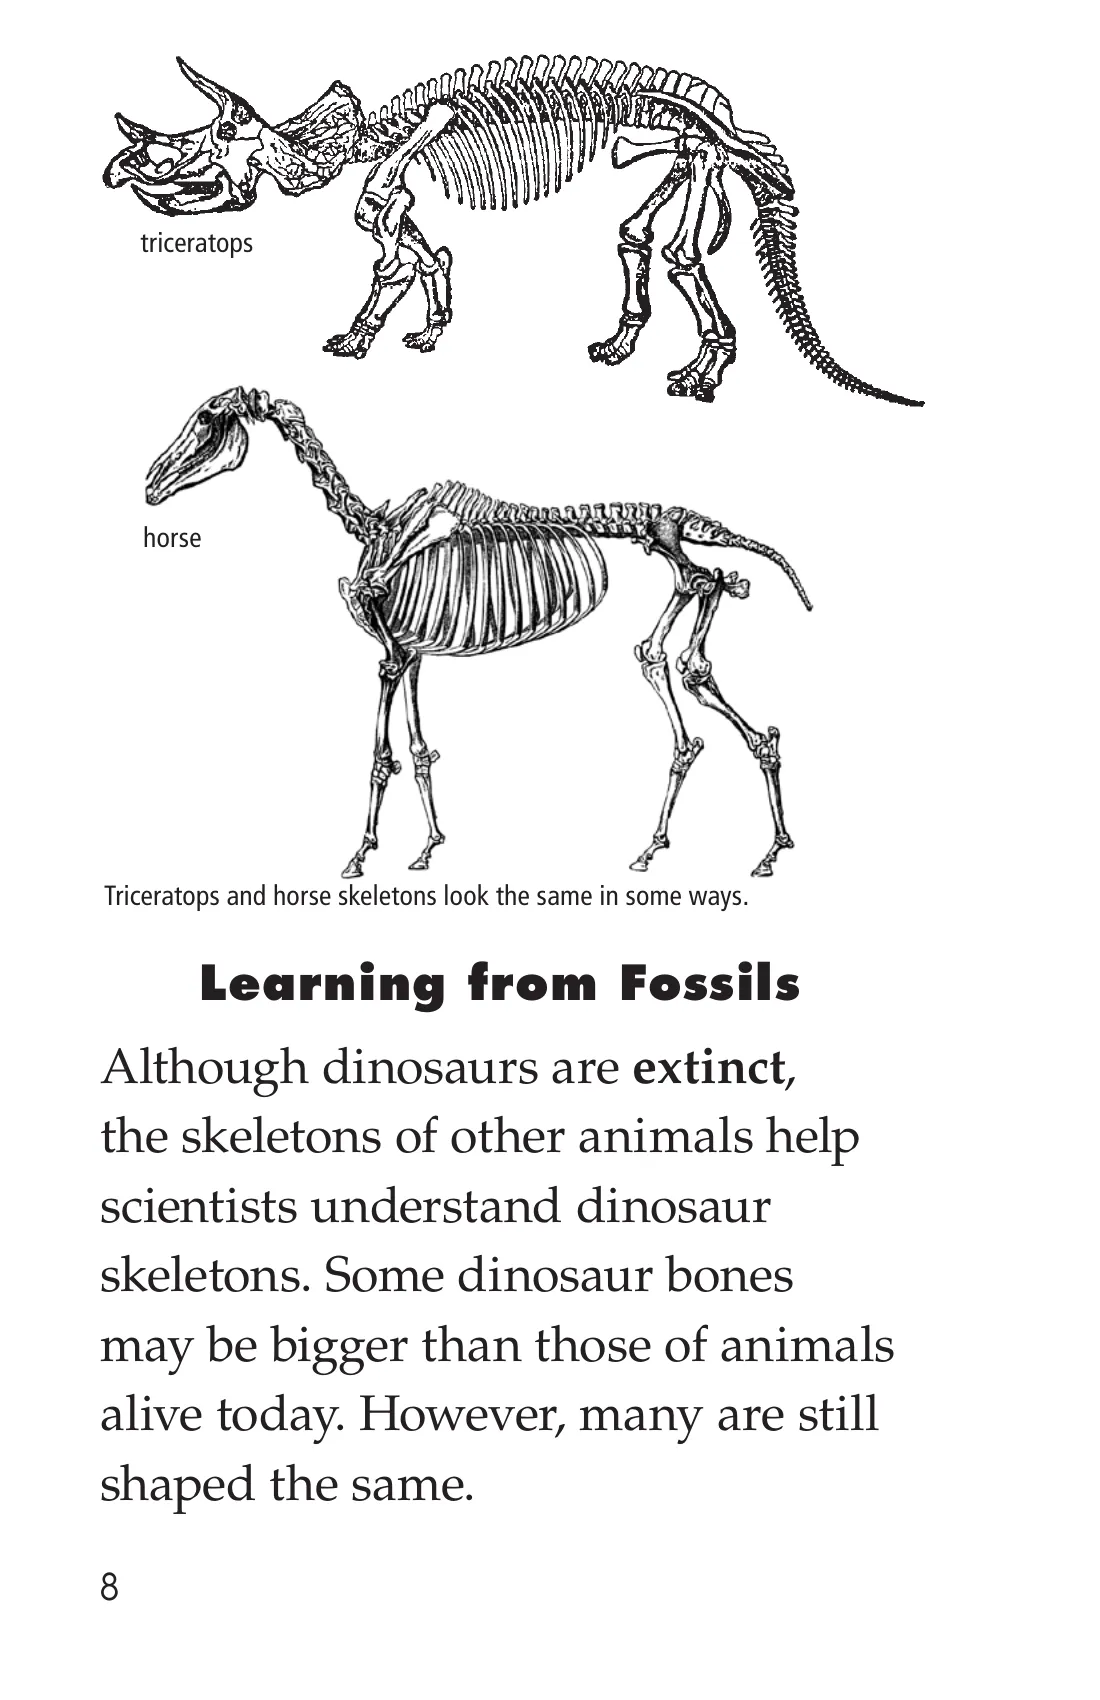 triceratops
horse
Triceratops and horse skeletons look the same in some ways.
Learning from Fossils
Although dinosaurs are extinct,
the skeletons of other animals help
scientists understand dinosaur
skeletons. Some dinosaur bones
may be bigger than those of animals
alive today. However, many are still
shaped the same.
8